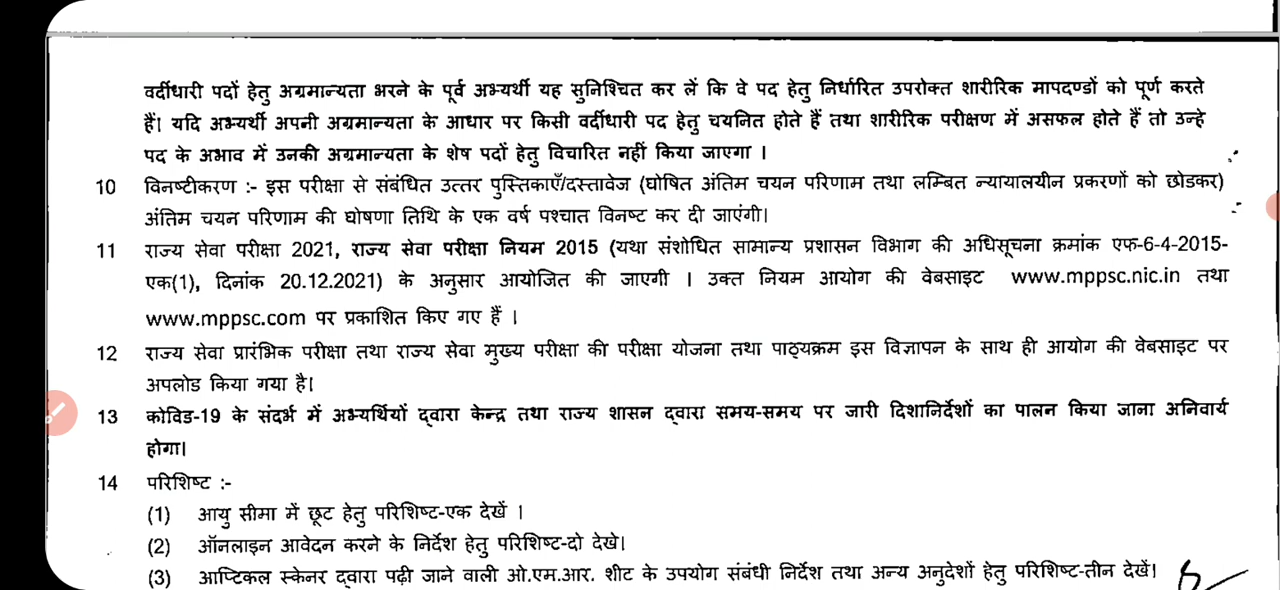 वर्दीधारी पदों हेतु अग्रमान्यता भरने के पूर्व अभ्यर्थी यह सुनिश्चित कर लें कि वे पद हेतु निर्धारित उपरोक्त शारीरिक मापदण्डों को पूर्ण करते
हैं। यदि अभ्यर्थी अपनी अग्रमान्यता के आधार पर किसी वर्दीधारी पद हेतु चयनित होते हैं तथा शारीरिक परीक्षण में असफल होते हैं तो उन्हे
पद के अभाव में उनकी अग्रमान्यता के शेष पदों हेतु विचारित नहीं किया जाएगा ।
10 विनष्टीकरण :- इस परीक्षा से संबंधित उत्तर पुस्तिकाएँ/दस्तावेज (घोषित अंतिम चयन परिणाम तथा लम्बित न्यायालयीन प्रकरणों को छोडकर)
अंतिम चयन परिणाम की घोषणा तिथि के एक वर्ष पश्चात विनष्ट कर दी जाएंगी।
11 राज्य सेवा परीक्षा 2021, राज्य सेवा परीक्षा नियम 2015 (यथा संशोधित सामान्य प्रशासन विभाग की अधिसूचना क्रमांक एफ-6-4-2015-
एक(1), दिनांक 20.12.2021) के अनुसार आयोजित की जाएगी । उक्त नियम आयोग की वेबसाइट www.mppsc.nic.in तथा
www.mppsc.com पर प्रकाशित किए गए हैं ।
12 राज्य सेवा प्रारंभिक परीक्षा तथा राज्य सेवा मुख्य परीक्षा की परीक्षा योजना तथा पाठ्यक्रम इस विज्ञापन के साथ ही आयोग की वेबसाइट पर
अपलोड किया गया है।
13 कोविड-19 के संदर्भ में अभ्यर्थियों द्वारा केन्द्र तथा राज्य शासन द्वारा समय-समय पर जारी दिशानिर्देशों का पालन किया जाना अनिवार्य
होगा।
14 परिशिष्ट :-
(1) आयु सीमा में छूट हेतु परिशिष्ट-एक देखें ।
(2) ऑनलाइन आवेदन करने के निर्देश हेतु परिशिष्ट-दो देखे।
(3) आप्टिकल स्केनर द्वारा पढ़ी जाने वाली ओ.एम.आर. शीट के उपयोग संबंधी निर्देश तथा अन्य अनुदेशों हेतु परिशिष्ट-तीन देखें।